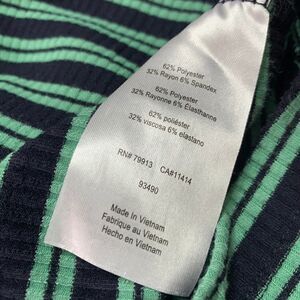 62% Polyester
32% Rayon 6% Spandex
62% Polyester
32% Rayonne 6% Élasthanne
62% poliéster
32% viscosa 6% elastano
RN# 79913 CA#11414
93490
Made In Vietnam
Fabriqué au Vietnam
Hecho en Vietnam